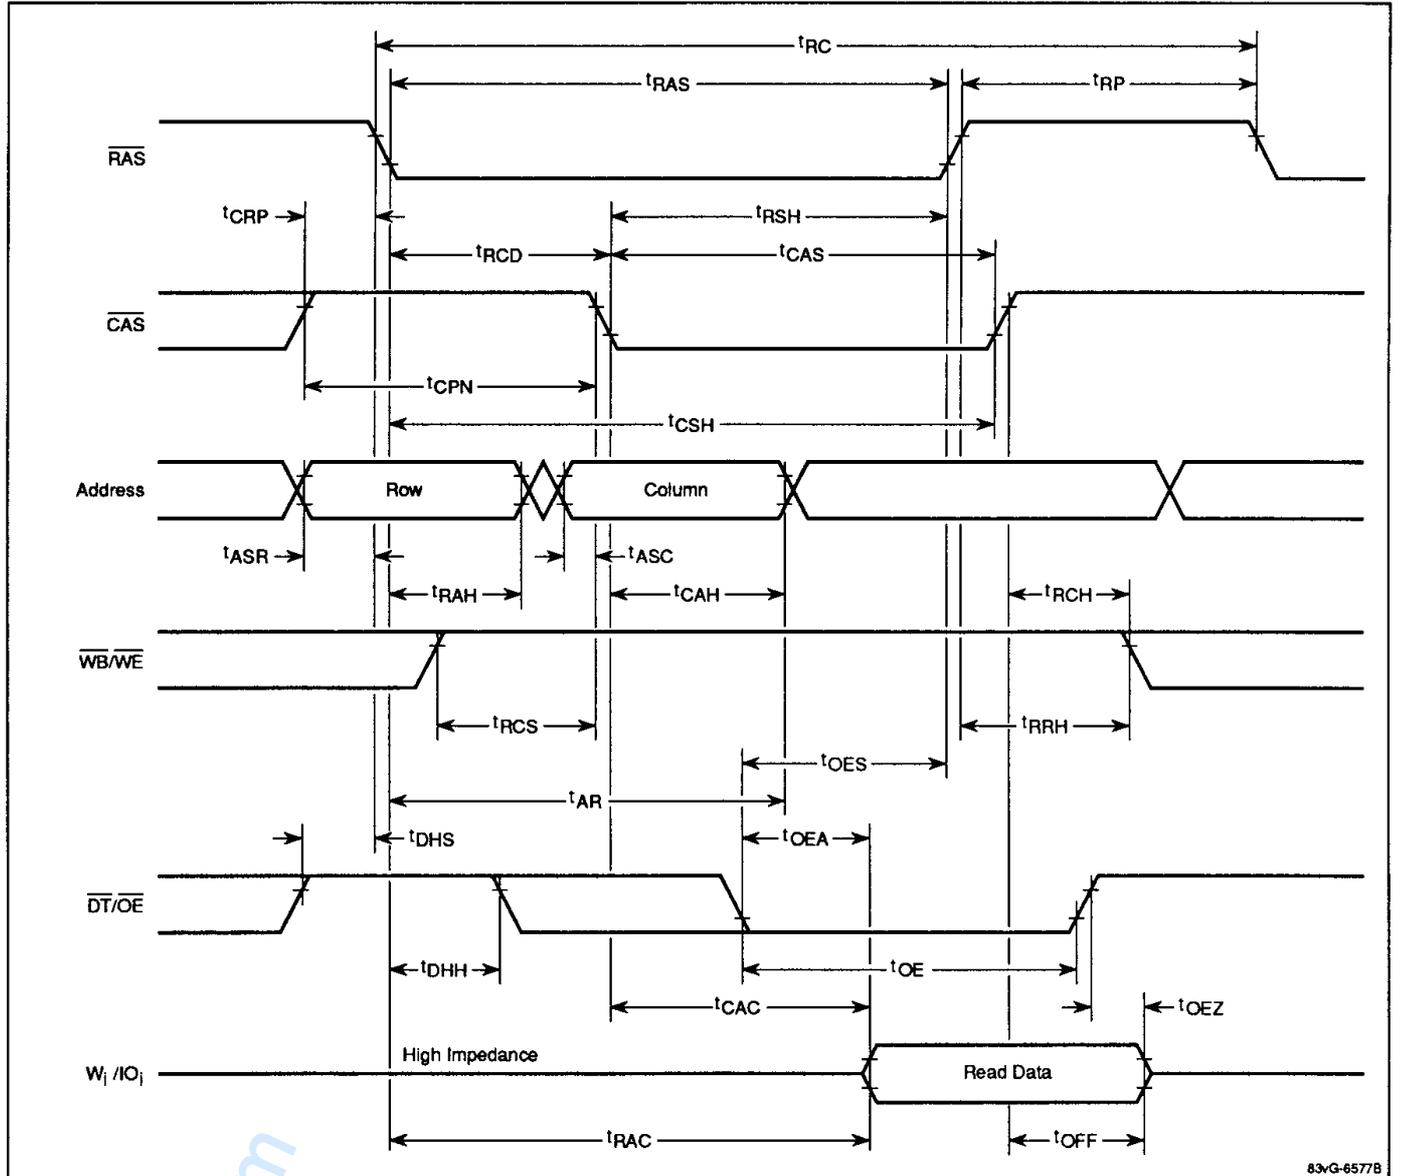 tRC
tRAS
tRP
RAS
tCRP
tRSH
tRCD
tCAS
CAS
tCPN
tCSH
Address
Row
Column
tASR
tASC
tRAH
tCAH
tRCH
WB/WE
tRCS
tRRH
tOES
tAR
tDHS
tOEA
DT/OE
tDHH
tOE
tCAC
tOEZ
High Impedance
Wi /IOi
Read Data
tRAC
tOFF
83vG-6577B
m